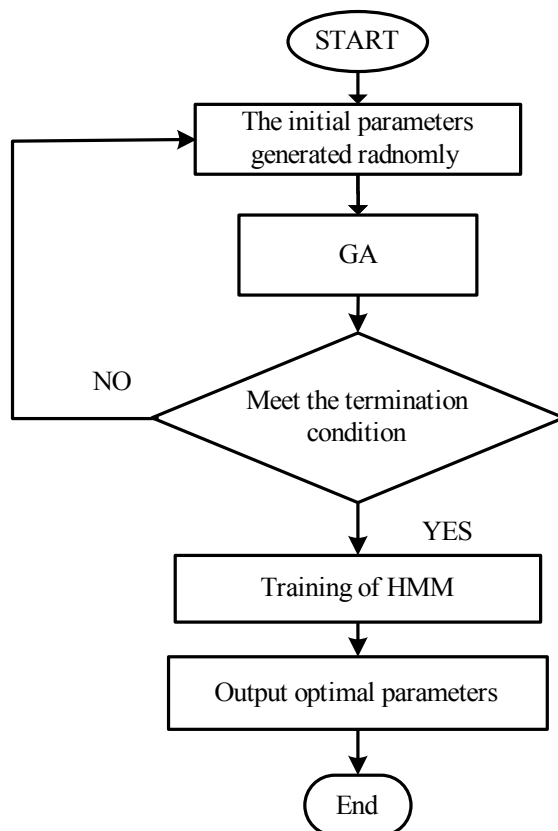 START
The initial parameters
generated radnomly
GA
NO
Meet the termination
condition
YES
Training of HMM
Output optimal parameters
End